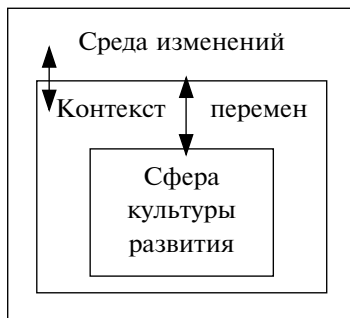 Среда изменений
Контекст перемен
Сфера
культуры
развития